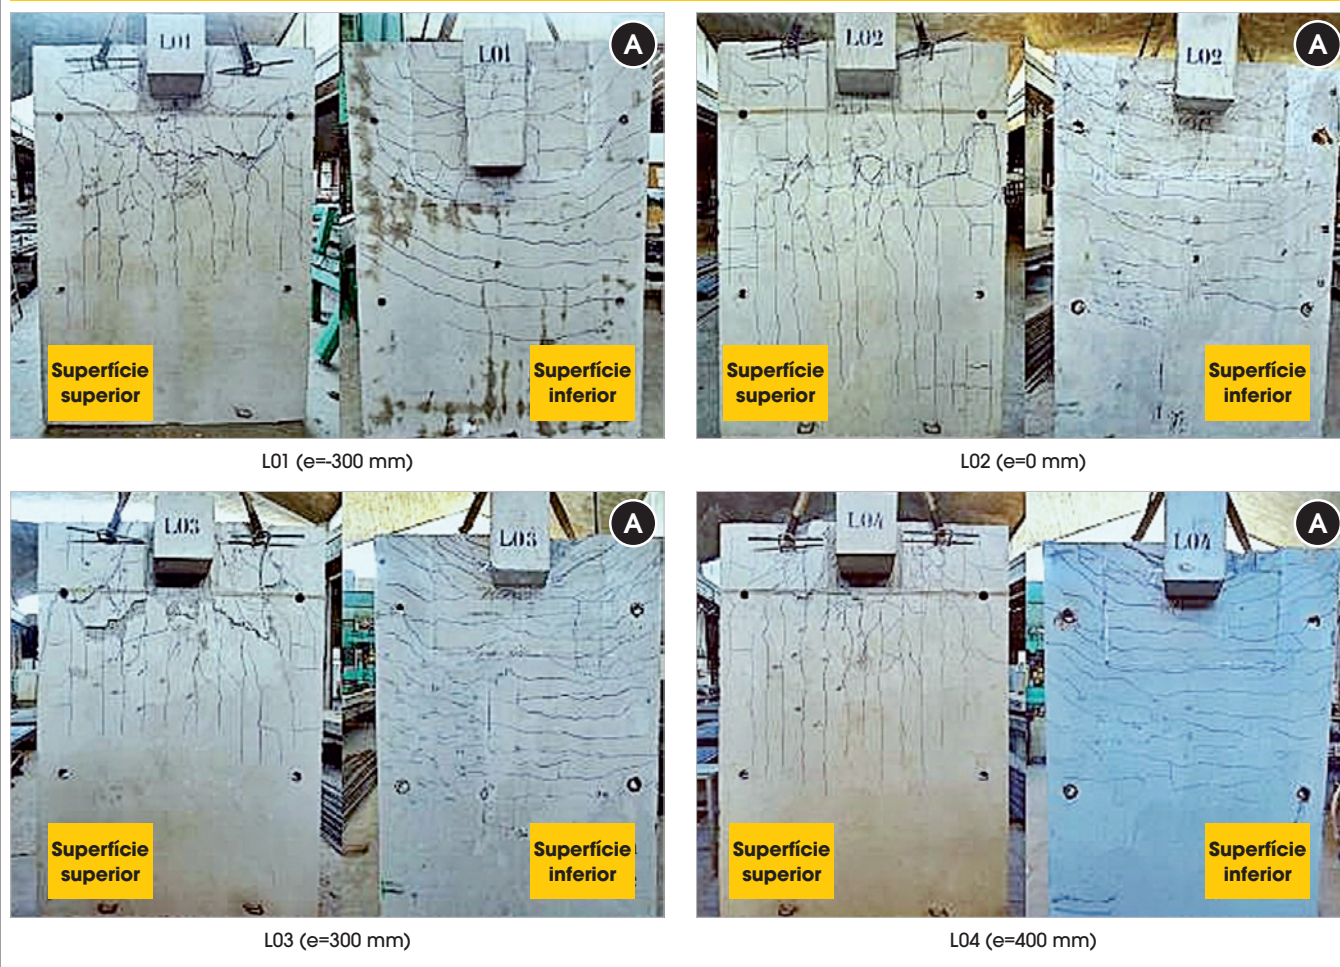 L01
L01
A
Superfície
superior
Superfície
inferior
L01 (e=-300 mm)
L02
L02
A
Superfície
superior
Superfície
inferior
L02 (e=0 mm)
L03
L03
A
Superfície
superior
Superfície
inferior
L03 (e=300 mm)
L04
L04
A
Superfície
superior
Superfície
inferior
L04 (e=400 mm)